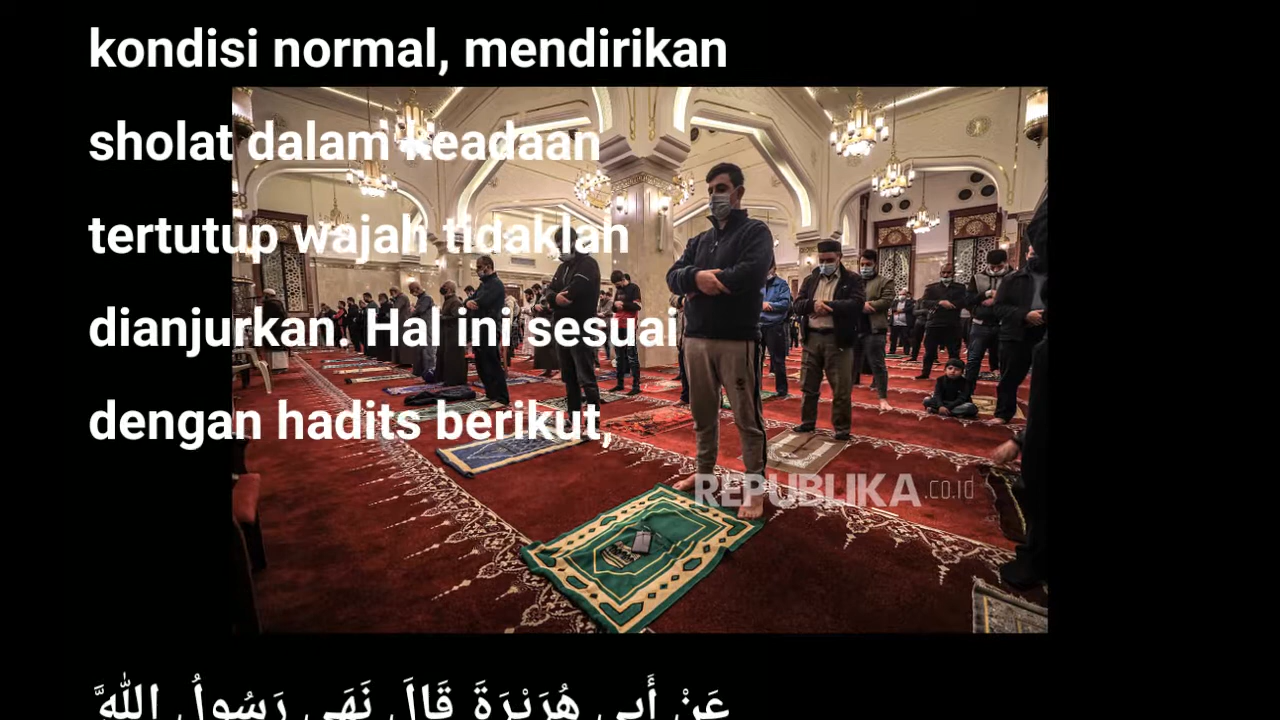 kondisi normal, mendirikan
sholat dalam keadaan
tertutup wajah tidaklah
dianjurkan. Hal ini sesuai
dengan hadits berikut,
REPUBLIKA.co.id
عَنْ أَبِي هُرَيْرَةَ قَالَ نَهَى رَسُولُ اللَّهِ